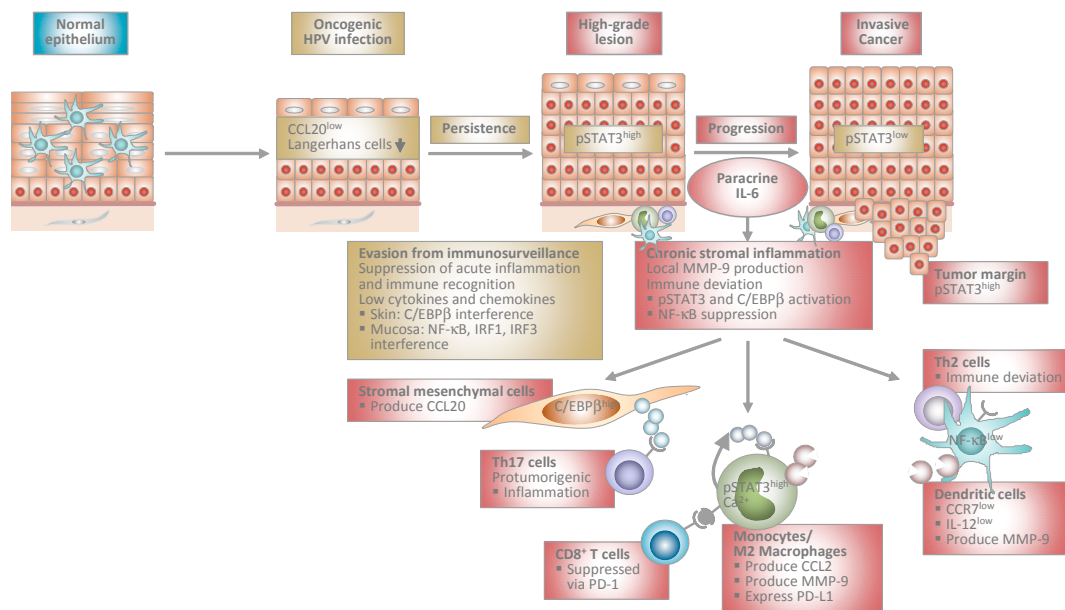 Normal
epithelium
Oncogenic
HPV infection
High-grade
lesion
Invasive
Cancer
CCL20low
Langerhans cells
Persistence
pSTAT3high
Progression
pSTAT3low
Paracrine
IL-6
Evasion from immunosurveillance
Suppression of acute inflammation
and immune recognition
Low cytokines and chemokines
▪ Skin: C/EBPβ interference
▪ Mucosa: NF-κB, IRF1, IRF3
interference
Chronic stromal inflammation
Local MMP-9 production
Immune deviation
▪ pSTAT3 and C/EBPβ activation
▪ NF-κB suppression
Tumor margin
pSTAT3high
Stromal mesenchymal cells
▪ Produce CCL20
C/EBPβhigh
Th17 cells
Protumorigenic
▪ Inflammation
CD8+ T cells
▪ Suppressed
via PD-1
pSTAT3high
Ca2+
Monocytes/
M2 Macrophages
▪ Produce CCL2
▪ Produce MMP-9
▪ Express PD-L1
Th2 cells
▪ Immune deviation
NF-κBlow
Dendritic cells
▪ CCR7low
▪ IL-12low
▪ Produce MMP-9